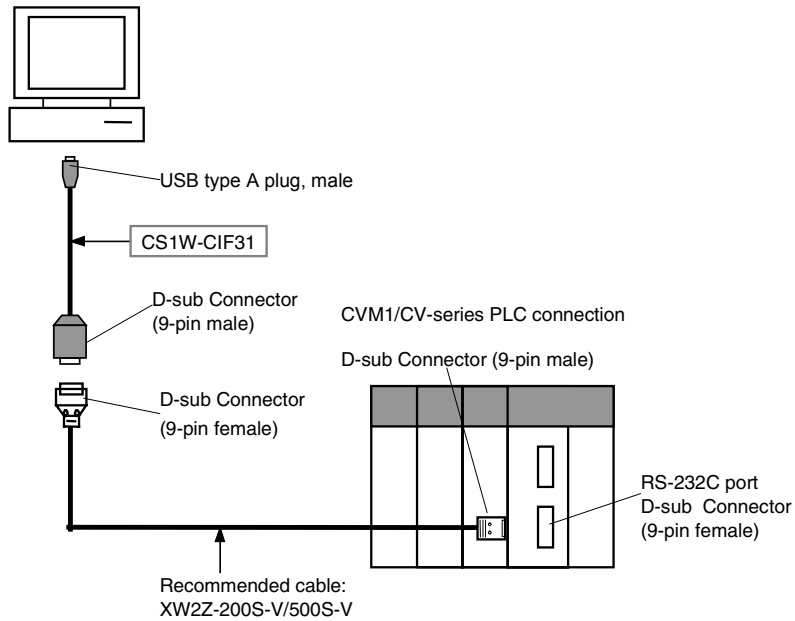 USB type A plug, male
CS1W-CIF31
D-sub Connector
(9-pin male)
CVM1/CV-series PLC connection
D-sub Connector (9-pin male)
D-sub Connector
(9-pin female)
RS-232C port
D-sub Connector
(9-pin female)
Recommended cable:
XW2Z-200S-V/500S-V